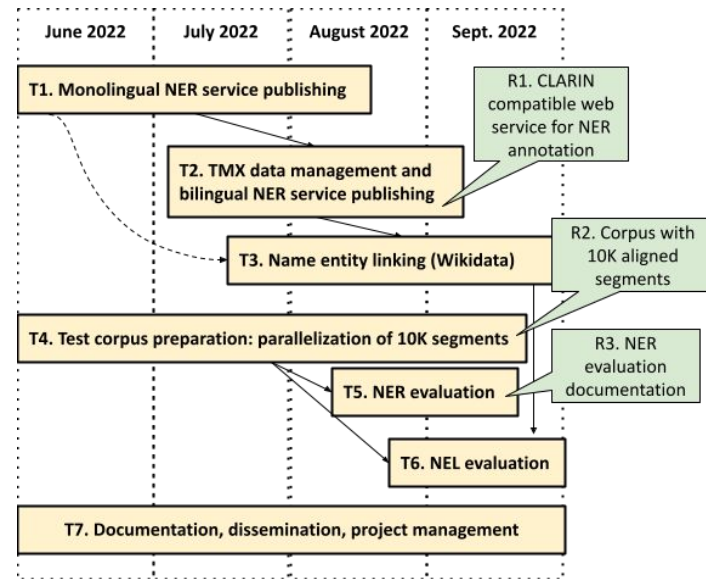 June 2022
July 2022
August 2022
Sept. 2022
T1. Monolingual NER service publishing
R1. CLARIN
compatible web
service for NER
annotation
T2. TMX data management and
bilingual NER service publishing
T3. Name entity linking (Wikidata)
R2. Corpus with
10K aligned
segments
T4. Test corpus preparation: parallelization of 10K segments
R3. NER
evaluation
documentation
T5. NER evaluation
T6. NEL evaluation
T7. Documentation, dissemination, project management